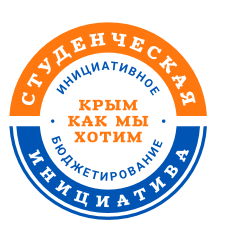 СТУДЕНЧЕСКАЯ
ИНИЦИАТИВНОЕ
КРЫМ
КАК МЫ
ХОТИМ
БЮДЖЕТИРОВАНИЕ
ИНИЦИАТИВА